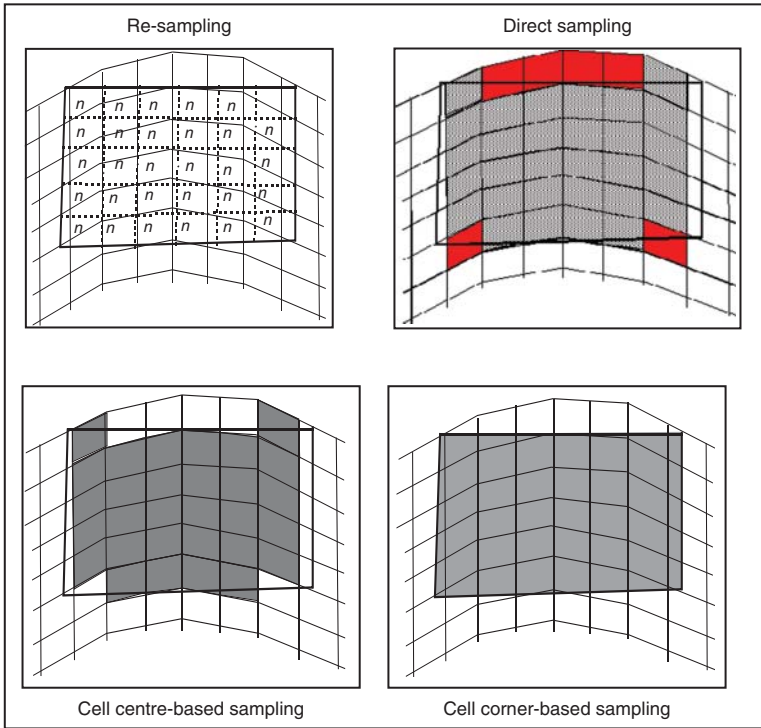 Re-sampling
Direct sampling
n n n n n
n n n n n n
n n n n n n
n n n n n n
n n n n n n
Cell centre-based sampling
Cell corner-based sampling